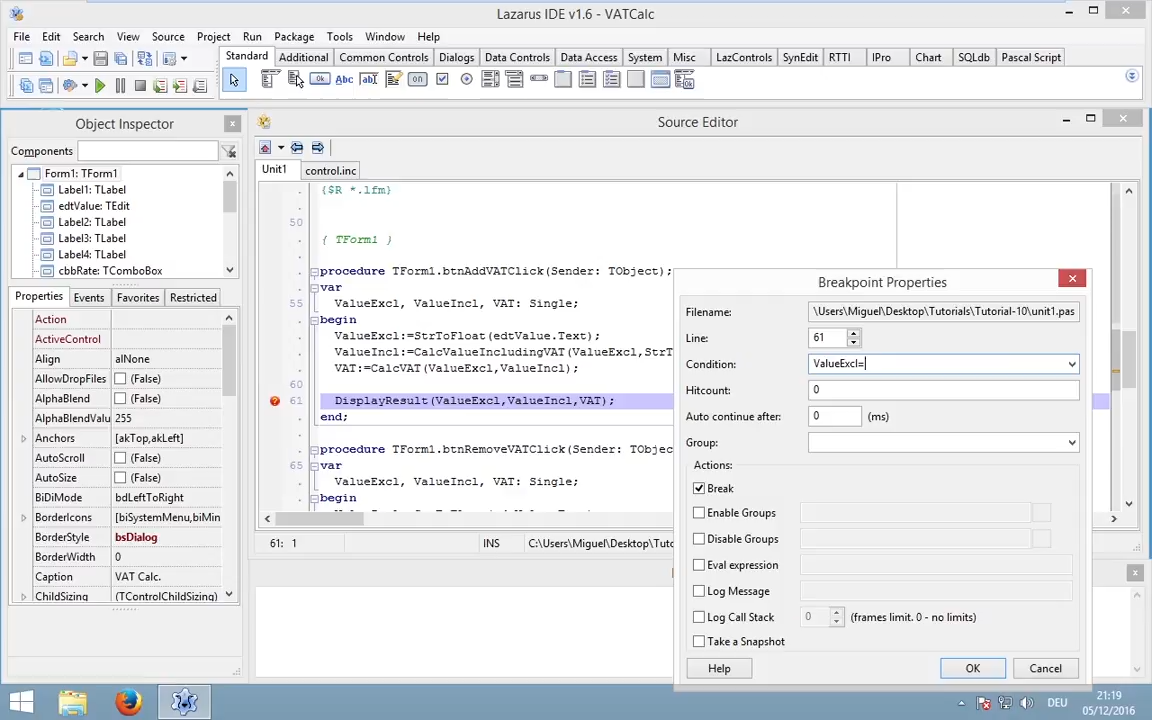 Lazarus IDE v1.6 - VATCalc
File Edit Search View Source Project Run Package Tools Window Help
Standard Additional Common Controls Dialogs Data Controls Data Access System Misc LazControls SynEdit RTTI IPro Chart SQLdb Pascal Script
Ok Abc ab on
Object Inspector
Source Editor
Components
Unit1 control.inc
Form1: TForm1
Label1: TLabel
edtValue: TEdit
Label2: TLabel
Label3: TLabel
Label4: TLabel
cbbRate: TComboBox
Properties Events Favorites Restricted
Action
ActiveControl
Align alNone
AllowDropFiles (False)
AlphaBlend (False)
AlphaBlendValu 255
Anchors [akTop,akLeft]
AutoScroll (False)
AutoSize (False)
BiDiMode bdLeftToRight
BorderIcons [biSystemMenu,biMin
BorderStyle bsDialog
BorderWidth 0
Caption VAT Calc.
ChildSizing (TControlChildSizing)
{$R *.lfm}
50
{ TForm1 }
procedure TForm1.btnAddVATClick(Sender: TObject);
var
55 ValueExcl, ValueIncl, VAT: Single;
begin
ValueExcl:=StrToFloat(edtValue.Text);
ValueIncl:=CalcValueIncludingVAT(ValueExcl,StrT
VAT:=CalcVAT(ValueExcl,ValueIncl);
60
61 DisplayResult(ValueExcl,ValueIncl,VAT);
end;
procedure TForm1.btnRemoveVATClick(Sender: TObjec
65 var
ValueExcl, ValueIncl, VAT: Single;
begin
61: 1 INS C:\Users\Miguel\Desktop\Tuto
Breakpoint Properties
Filename: \Users\Miguel\Desktop\Tutorials\Tutorial-10\unit1.pas
Line: 61
Condition: ValueExcl=
Hitcount: 0
Auto continue after: 0 (ms)
Group:
Actions:
Break
Enable Groups
Disable Groups
Eval expression
Log Message
Log Call Stack 0 (frames limit. 0 - no limits)
Take a Snapshot
Help OK Cancel
DEU
21:19
05/12/2016